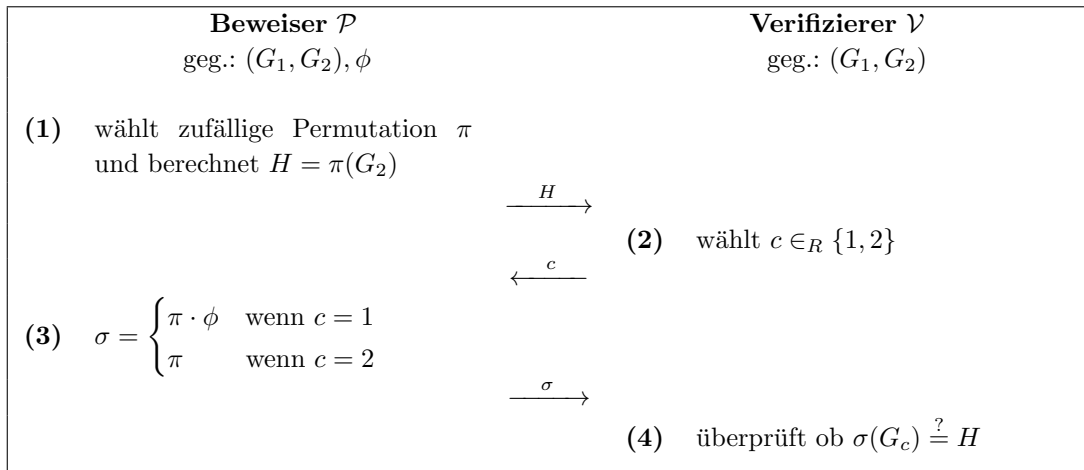 Beweiser 𝒫 Verifizierer 𝒱
geg.: (G₁, G₂), ϕ geg.: (G₁, G₂)
(1) wählt zufällige Permutation π
und berechnet H = π(G₂)
H
(2) wählt c ∈_R {1, 2}
c
(3) σ = { π · ϕ wenn c = 1
π wenn c = 2
σ
(4) überprüft ob σ(G_c) ≟ H